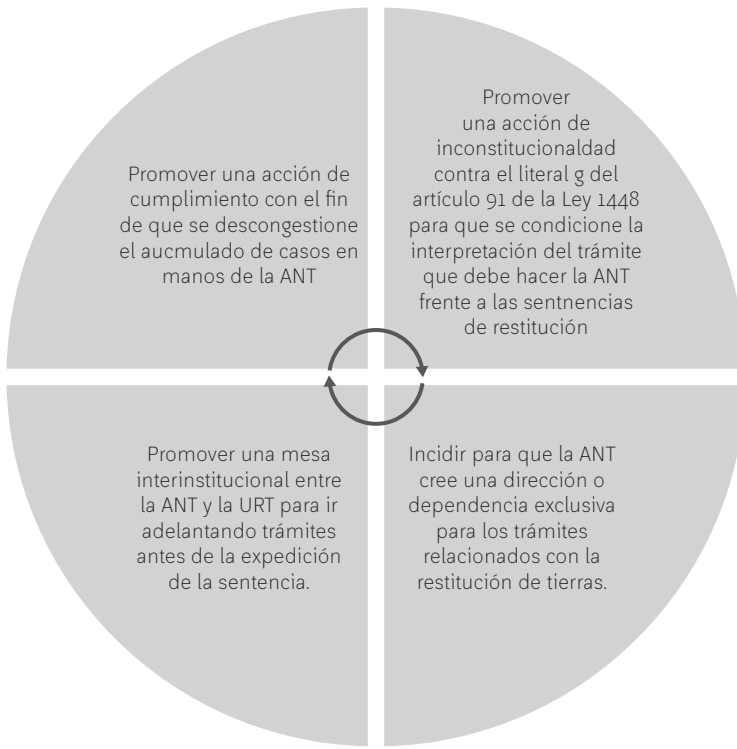 Promover una acción de
cumplimiento con el fin
de que se descongestione
el aucmulado de casos en
manos de la ANT
Promover
una acción de
inconstitucionaldad
contra el literal g del
artículo 91 de la Ley 1448
para que se condicione la
interpretación del trámite
que debe hacer la ANT
frente a las sentnencias
de restitución
Promover una mesa
interinstitucional entre
la ANT y la URT para ir
adelantando trámites
antes de la expedición
de la sentencia.
Incidir para que la ANT
cree una dirección o
dependencia exclusiva
para los trámites
relacionados con la
restitución de tierras.